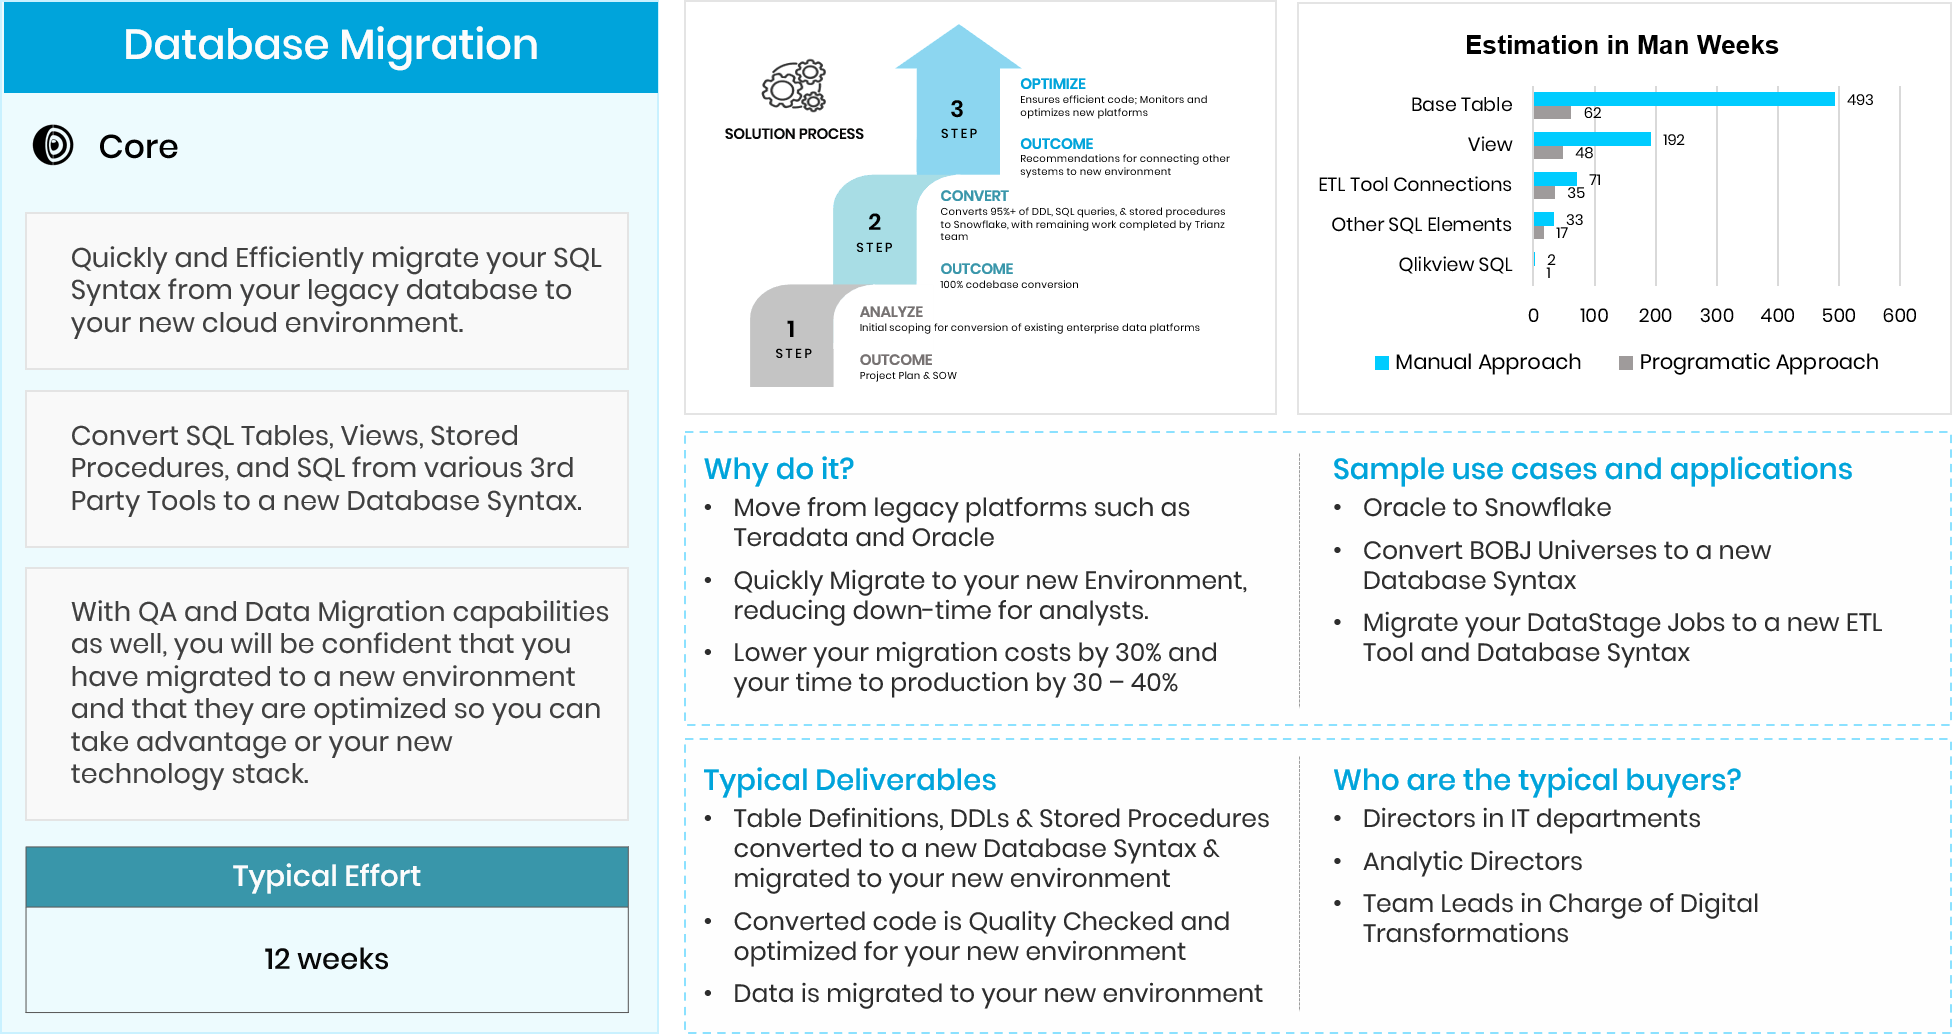 Database Migration
Core
Quickly and Efficiently migrate your SQL
Syntax from your legacy database to
your new cloud environment.
Convert SQL Tables, Views, Stored
Procedures, and SQL from various 3rd
Party Tools to a new Database Syntax.
With QA and Data Migration capabilities
as well, you will be confident that you
have migrated to a new environment
and that they are optimized so you can
take advantage or your new
technology stack.
Typical Effort
12 weeks
SOLUTION PROCESS
3
STEP
OPTIMIZE
Ensures efficient code; Monitors and
optimizes new platforms
OUTCOME
Recommendations for connecting other
systems to new environment
2
STEP
CONVERT
Converts 95%+ of DDL, SQL queries, & stored procedures
to Snowflake, with remaining work completed by Trianz
team
OUTCOME
100% codebase conversion
1
STEP
ANALYZE
Initial scoping for conversion of existing enterprise data platforms
OUTCOME
Project Plan & SOW
Estimation in Man Weeks
Base Table
493
62
View
192
48
ETL Tool Connections
71
35
Other SQL Elements
33
17
Qlikview SQL
2
1
0 100 200 300 400 500 600
Manual Approach
Programatic Approach
Why do it?
• Move from legacy platforms such as
Teradata and Oracle
• Quickly Migrate to your new Environment,
reducing down-time for analysts.
• Lower your migration costs by 30% and
your time to production by 30 – 40%
Sample use cases and applications
• Oracle to Snowflake
• Convert BOBJ Universes to a new
Database Syntax
• Migrate your DataStage Jobs to a new ETL
Tool and Database Syntax
Typical Deliverables
• Table Definitions, DDLs & Stored Procedures
converted to a new Database Syntax &
migrated to your new environment
• Converted code is Quality Checked and
optimized for your new environment
• Data is migrated to your new environment
Who are the typical buyers?
• Directors in IT departments
• Analytic Directors
• Team Leads in Charge of Digital
Transformations